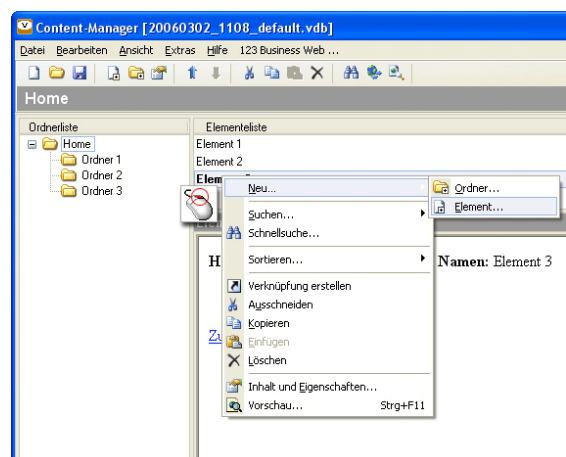 Content-Manager [20060302_1108_default.vdb]
Datei Bearbeiten Ansicht Extras Hilfe 123 Business Web ...
Home
Ordnerliste
Elementeliste
Home
Ordner 1
Ordner 2
Ordner 3
Element 1
Element 2
Neu...
Ordner...
Element...
Suchen...
Schnellsuche...
Sortieren...
Verknüpfung erstellen
Ausschneiden
Kopieren
Einfügen
Löschen
Inhalt und Eigenschaften...
Vorschau... Strg+F11
H
Namen: Element 3